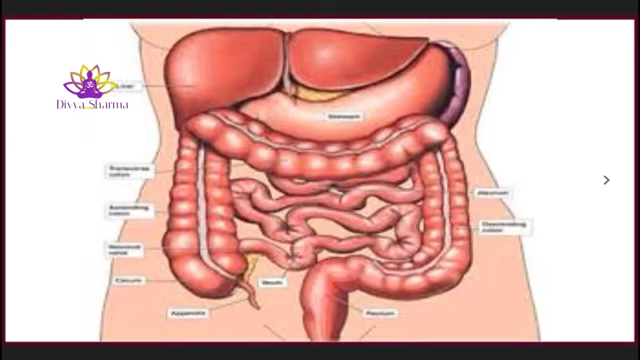 Liver
Divya Sharma
Stomach
Transverse
colon
Ascending
colon
Descending
colon
Cecum
Ileum
Appendix
Rectum